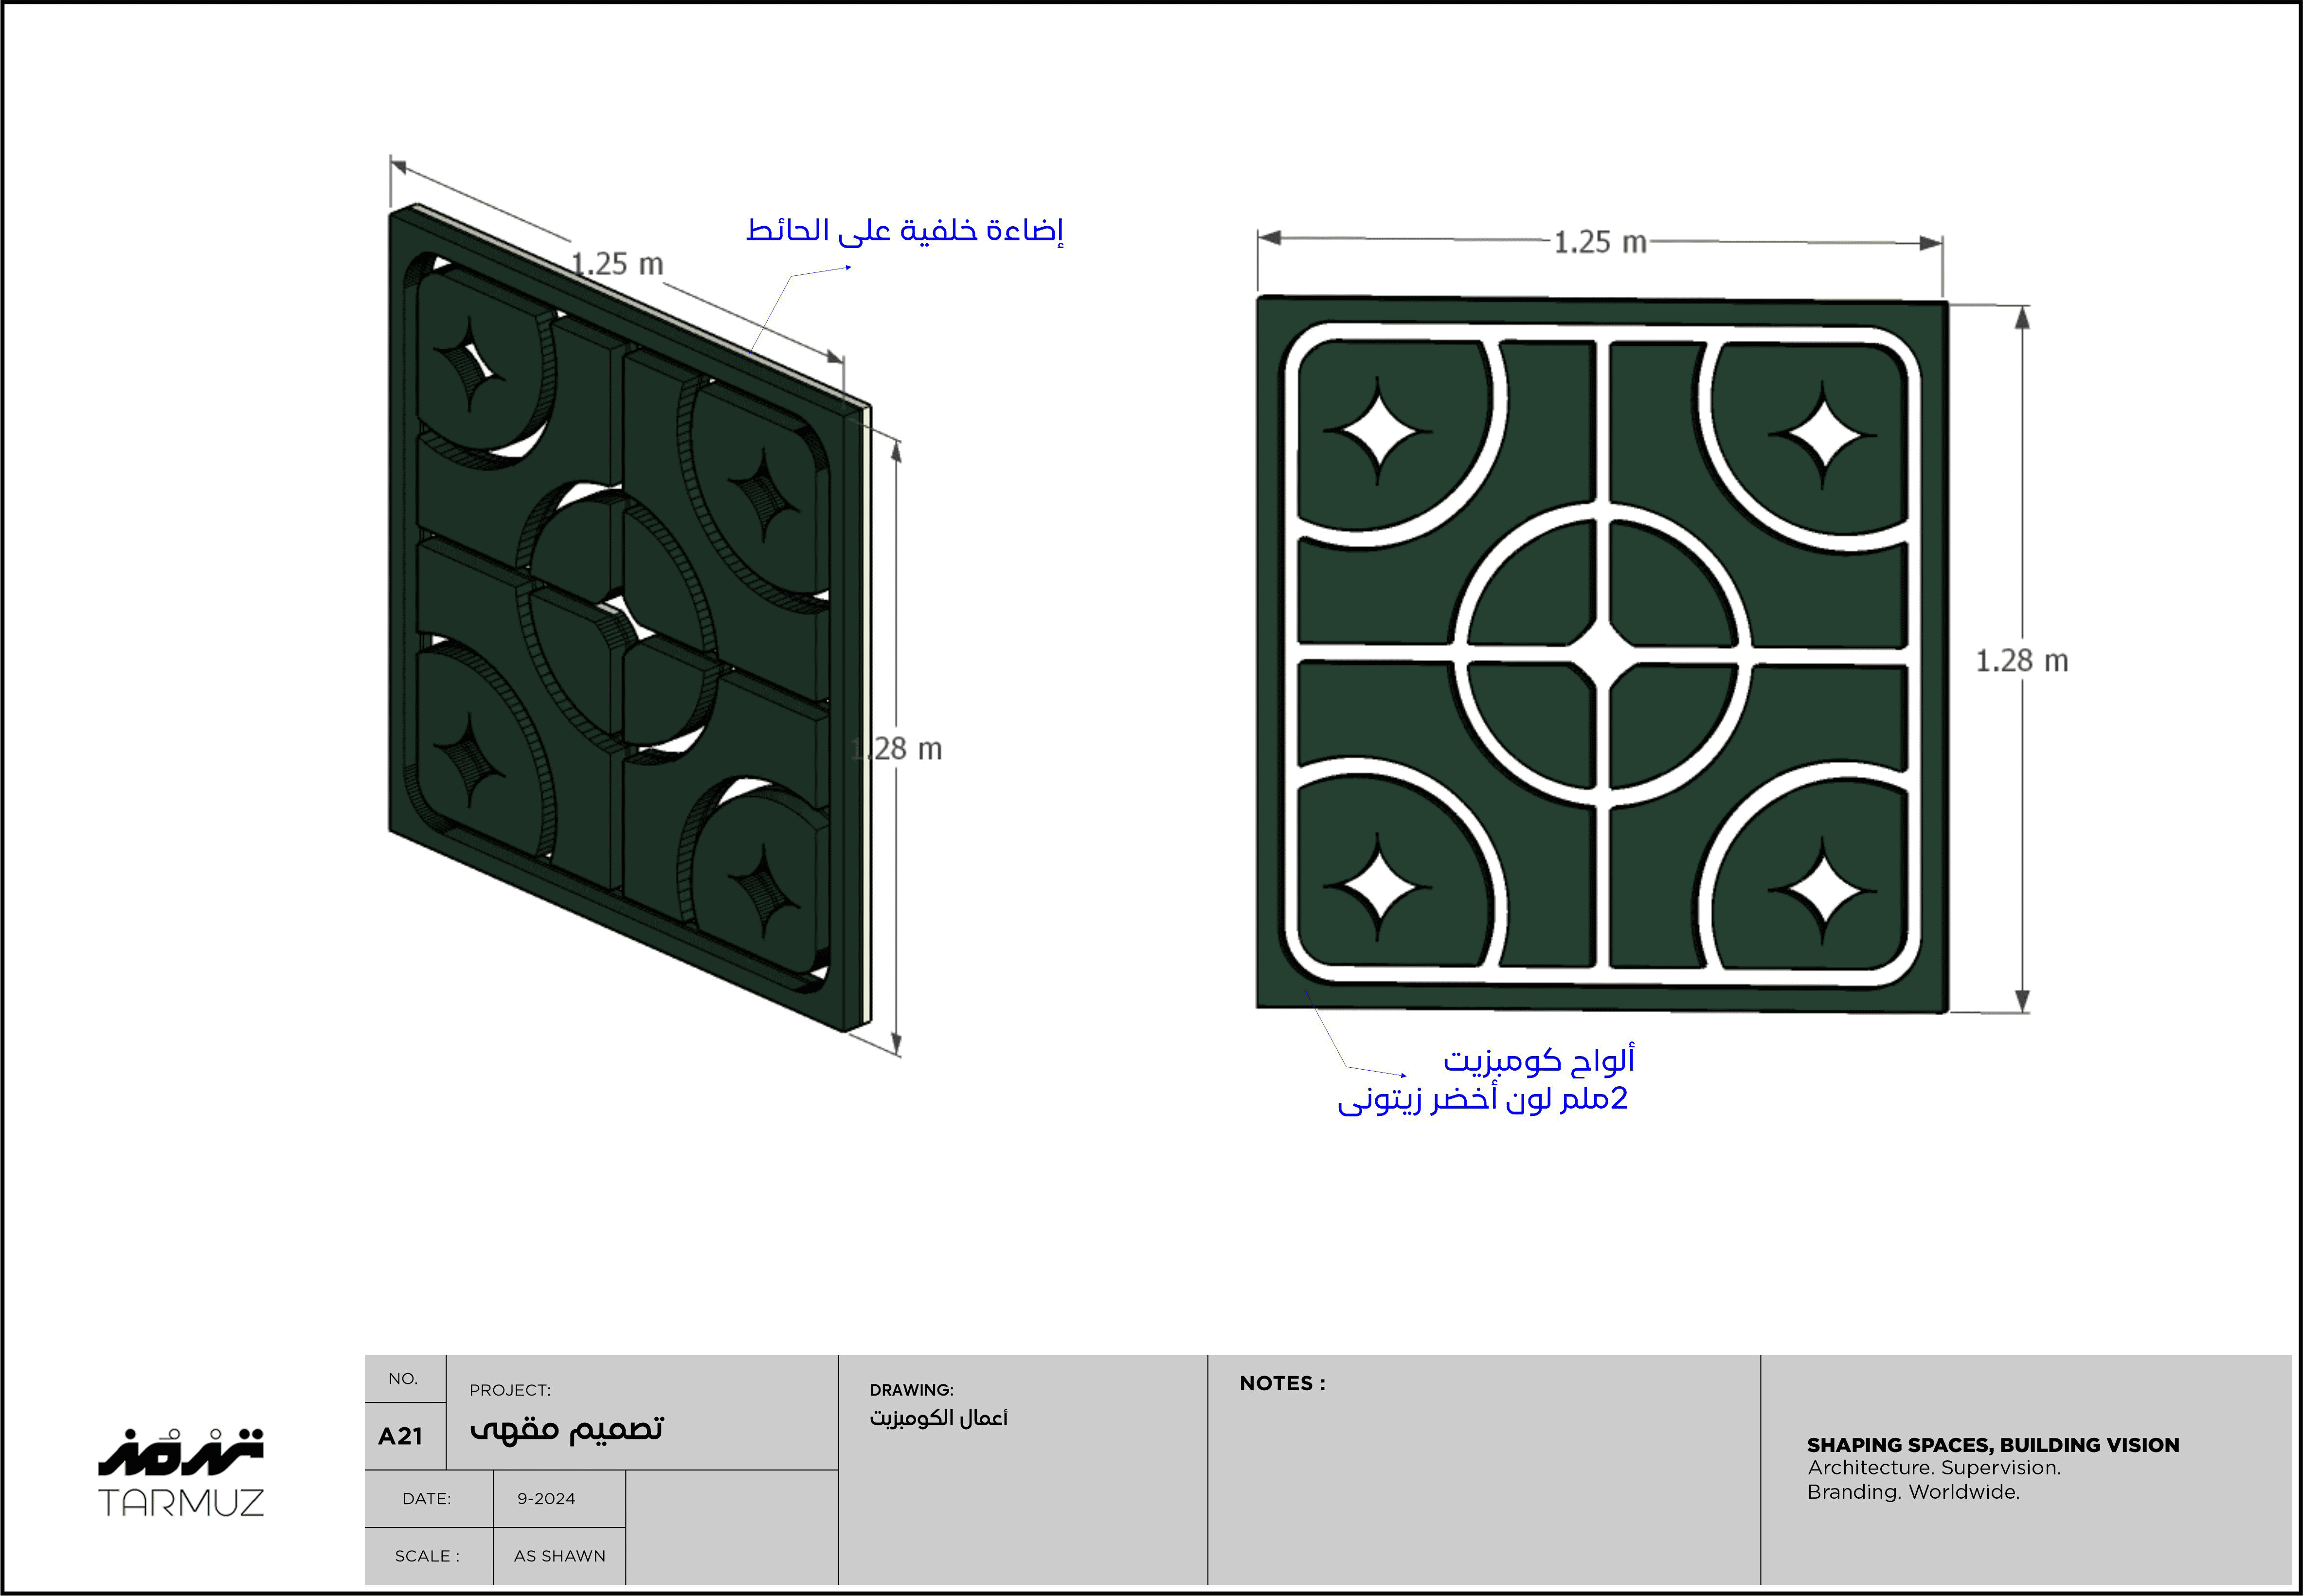 1.25 m
إضاءة خلفية على الحائط
1.28 m
1.25 m
1.28 m
ألواح كومبزيت
2ملم لون أخضر زيتوني
ترمز
TARMUZ
NO.
A21
PROJECT:
تصميم مقهى
DATE:
9-2024
SCALE :
AS SHAWN
DRAWING:
أعمال الكومبزيت
NOTES :
SHAPING SPACES, BUILDING VISION
Architecture. Supervision.
Branding. Worldwide.